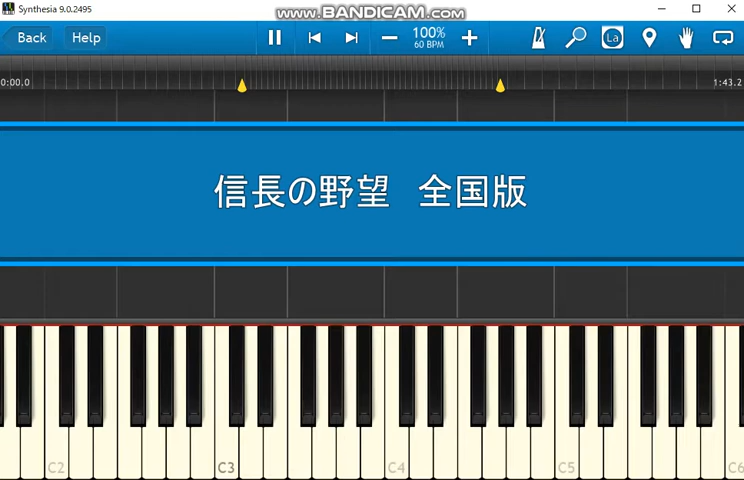 Synthesia 9.0.2495
www.BANDICAM.com
Back
Help
100%
60 BPM
La
0:00.0
1:43.2
信長の野望　全国版
C2
C3
C4
C5
C6